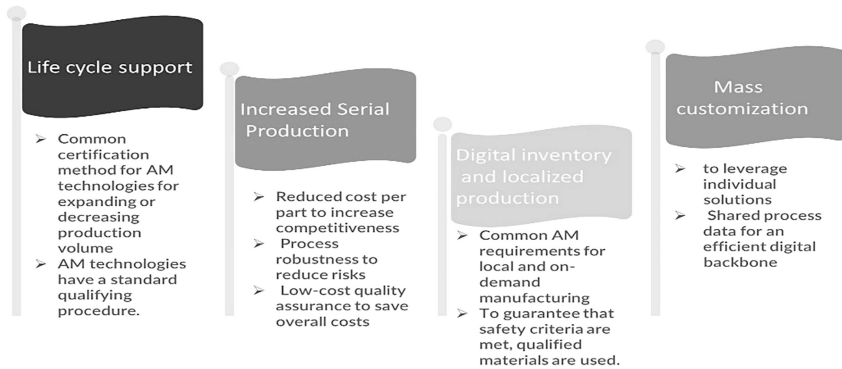 Life cycle support
➢ Common
certification
method for AM
technologies for
expanding or
decreasing
production
volume
➢ AM technologies
have a standard
qualifying
procedure.
Increased Serial
Production
➢ Reduced cost per
part to increase
competitiveness
➢ Process
robustness to
reduce risks
➢ Low-cost quality
assurance to save
overall costs
Digital inventory
and localized
production
➢ Common AM
requirements for
local and on-
demand
manufacturing
➢ To guarantee that
safety criteria are
met, qualified
materials are used.
Mass
customization
➢ to leverage
individual
solutions
➢ Shared process
data for an
efficient digital
backbone